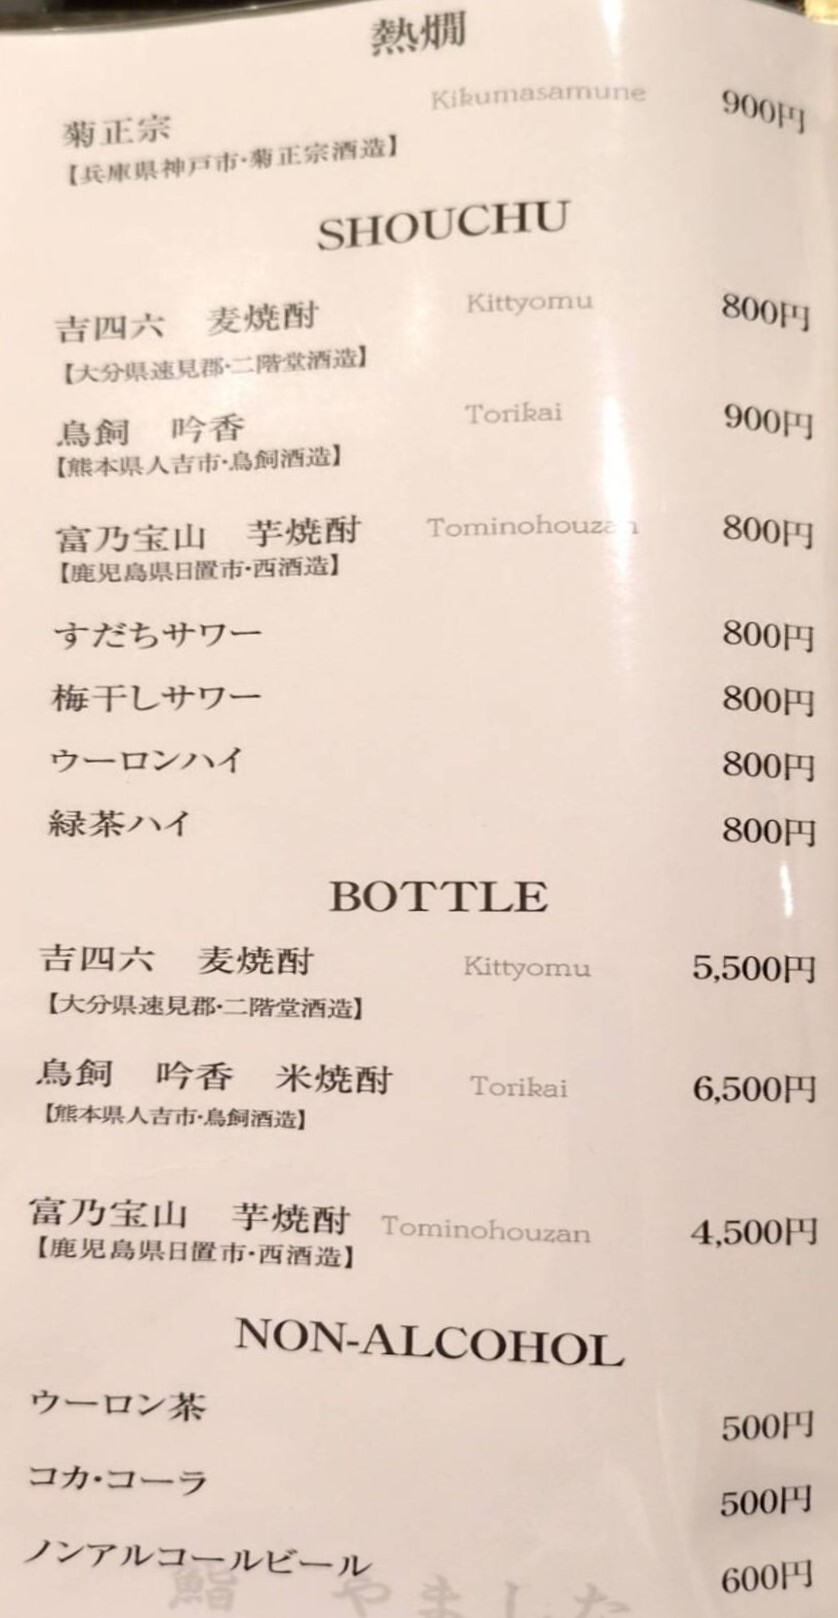 熱燗
菊正宗 Kikumasamune 900円
【兵庫県神戸市・菊正宗酒造】
SHOUCHU
吉四六 麦焼酎 Kittyomu 800円
【大分県速見郡・二階堂酒造】
鳥飼 吟香 Torikai 900円
【熊本県人吉市・鳥飼酒造】
富乃宝山 芋焼酎 Tominohouzan 800円
【鹿児島県日置市・西酒造】
すだちサワー 800円
梅干しサワー 800円
ウーロンハイ 800円
緑茶ハイ 800円
BOTTLE
吉四六 麦焼酎 Kittyomu 5,500円
【大分県速見郡・二階堂酒造】
鳥飼 吟香 米焼酎 Torikai 6,500円
【熊本県人吉市・鳥飼酒造】
富乃宝山 芋焼酎 Tominohouzan 4,500円
【鹿児島県日置市・西酒造】
NON-ALCOHOL
ウーロン茶 500円
コカ・コーラ 500円
ノンアルコールビール 600円
鮨 やました